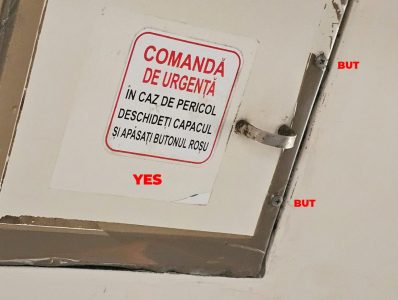 COMANDĂ
DE URGENȚĂ
ÎN CAZ DE PERICOL
DESCHIDEȚI CAPACUL
ȘI APĂSAȚI BUTONUL ROȘU
YES
BUT
BUT